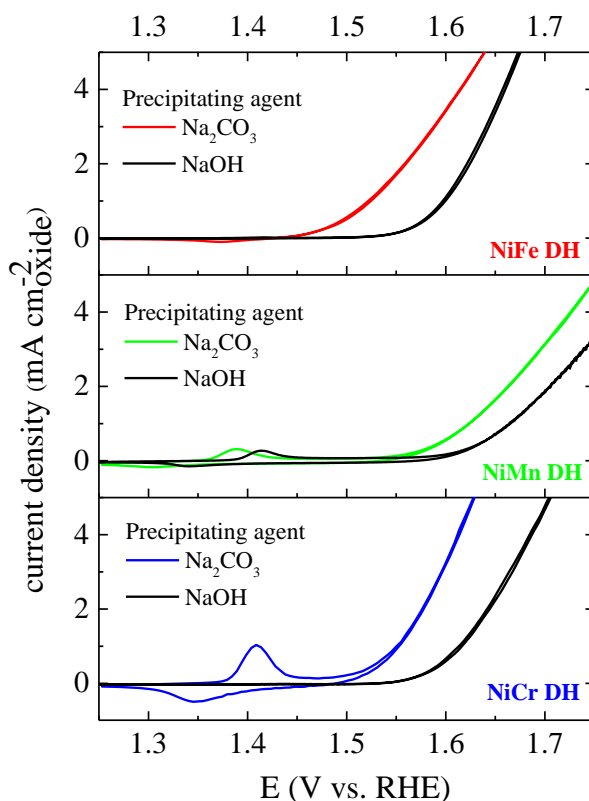 1.3 1.4 1.5 1.6 1.7
4
2
0
Precipitating agent
Na₂CO₃
NaOH
NiFe DH
4
2
0
Precipitating agent
Na₂CO₃
NaOH
NiMn DH
4
2
0
Precipitating agent
Na₂CO₃
NaOH
NiCr DH
1.3 1.4 1.5 1.6 1.7
current density (mA cm⁻²oxide)
E (V vs. RHE)